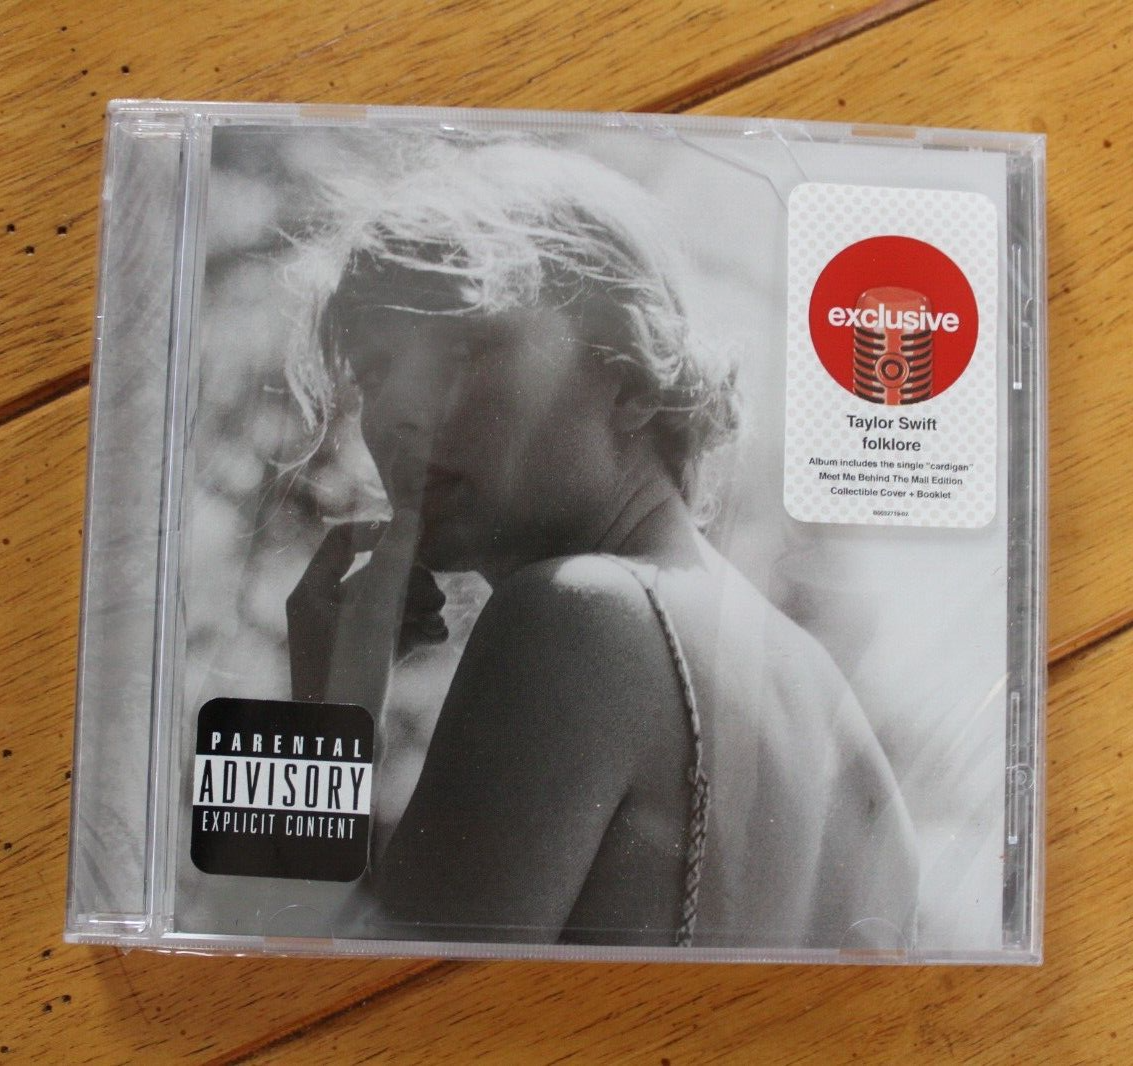 exclusive
Taylor Swift
folklore
Album includes the single "cardigan"
Meet Me Behind The Mall Edition
Collectible Cover + Booklet
PARENTAL
ADVISORY
EXPLICIT CONTENT